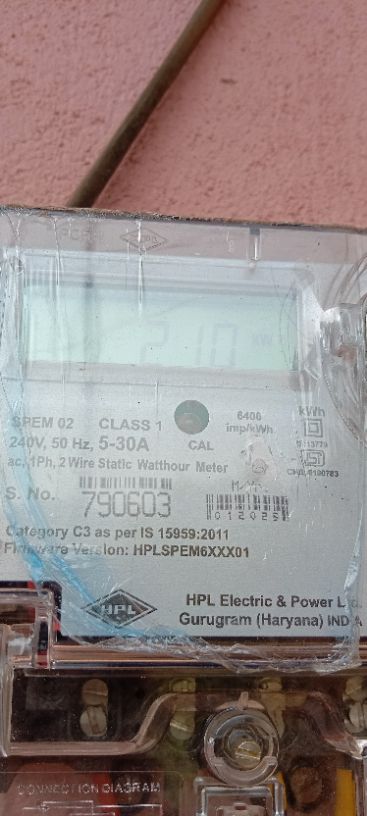 210 KW
SPEM 02 CLASS 1 6400 imp/kWh kWh
240V, 50 Hz, 5-30A CAL
ac, 1Ph, 2 Wire Static Watthour Meter
S. No. 790603
012025
Category C3 as per IS 15959:2011
Firmware Version: HPLSPEM6XXX01
HPL
HPL Electric & Power
Gurugram (Haryana) INDIA
CONNECTION DIAGRAM